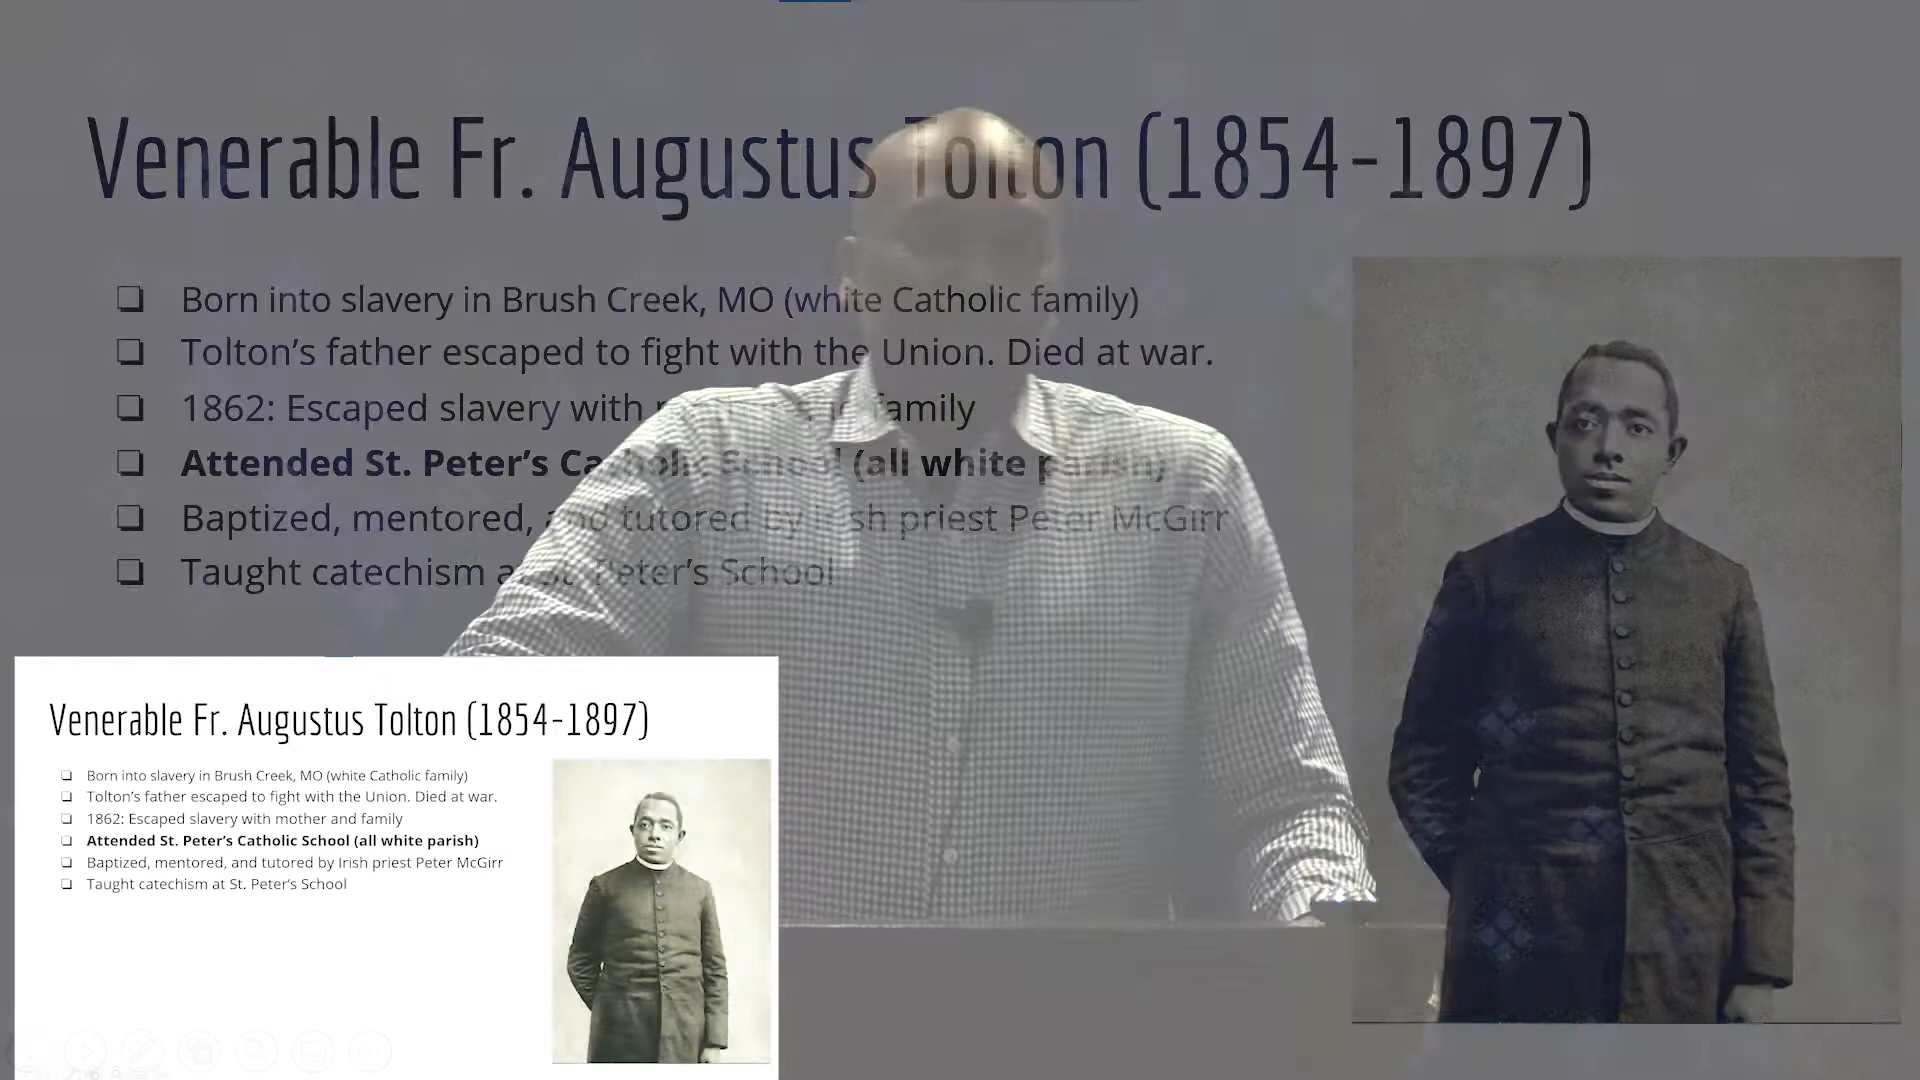 Venerable Fr. Augustus Tolton (1854-1897)
❏ Born into slavery in Brush Creek, MO (white Catholic family)
❏ Tolton’s father escaped to fight with the Union. Died at war.
❏ 1862: Escaped slavery with mother and family
❏ Attended St. Peter’s Catholic School (all white parish)
❏ Baptized, mentored, and tutored by Irish priest Peter McGirr
❏ Taught catechism at St. Peter’s School
Venerable Fr. Augustus Tolton (1854-1897)
❏ Born into slavery in Brush Creek, MO (white Catholic family)
❏ Tolton’s father escaped to fight with the Union. Died at war.
❏ 1862: Escaped slavery with mother and family
❏ Attended St. Peter’s Catholic School (all white parish)
❏ Baptized, mentored, and tutored by Irish priest Peter McGirr
❏ Taught catechism at St. Peter’s School